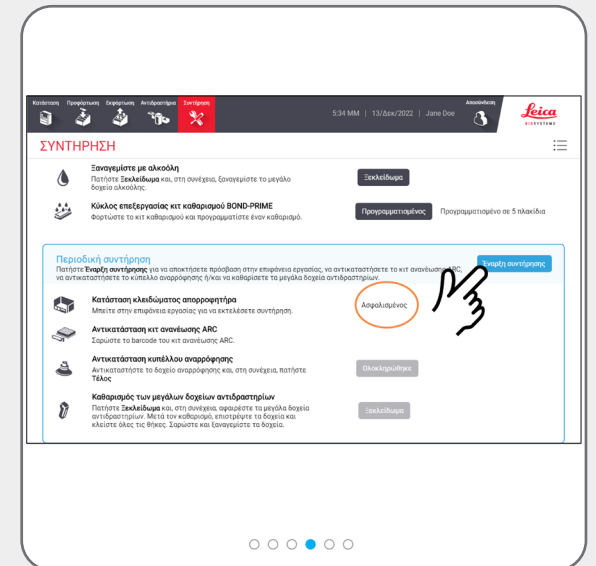 Κατάσταση Προφόρτωση Εκφόρτωση Αντιδραστήρια Συντήρηση
5:34 ΜΜ | 13/Δεκ/2022 | Jane Doe
Αποσύνδεση
Leica
BIOSYSTEMS
ΣΥΝΤΗΡΗΣΗ
Ξαναγεμίστε με αλκοόλη
Πατήστε Ξεκλείδωμα και, στη συνέχεια, ξαναγεμίστε το μεγάλο
δοχείο αλκοόλης.
Ξεκλείδωμα
Κύκλος επεξεργασίας κιτ καθαρισμού BOND-PRIME
Φορτώστε το κιτ καθαρισμού και προγραμματίστε έναν καθαρισμό.
Προγραμματισμένος
Προγραμματισμένο σε 5 πλακίδια
Περιοδική συντήρηση
Πατήστε Έναρξη συντήρησης για να αποκτήσετε πρόσβαση στην επιφάνεια εργασίας, να αντικαταστήσετε το κιτ ανανέωσης ARC,
να αντικαταστήσετε το κύπελλο αναρρόφησης ή/και να καθαρίσετε τα μεγάλα δοχεία αντιδραστηρίων.
Έναρξη συντήρησης
Κατάσταση κλειδώματος απορροφητήρα
Μπείτε στην επιφάνεια εργασίας για να εκτελέσετε συντήρηση.
Ασφαλισμένος
Αντικατάσταση κιτ ανανέωσης ARC
Σαρώστε το barcode του κιτ ανανέωσης ARC.
Αντικατάσταση κυπέλλου αναρρόφησης
Αντικαταστήστε το δοχείο αναρρόφησης και, στη συνέχεια, πατήστε
Τέλος
Ολοκληρώθηκε
Καθαρισμός των μεγάλων δοχείων αντιδραστηρίων
Πατήστε Ξεκλείδωμα και, στη συνέχεια, αφαιρέστε τα μεγάλα δοχεία
αντιδραστηρίων. Μετά τον καθαρισμό, επιστρέψτε τα δοχεία και
κλείστε όλες τις θήκες. Σαρώστε και ξαναγεμίστε τα δοχεία.
Ξεκλείδωμα